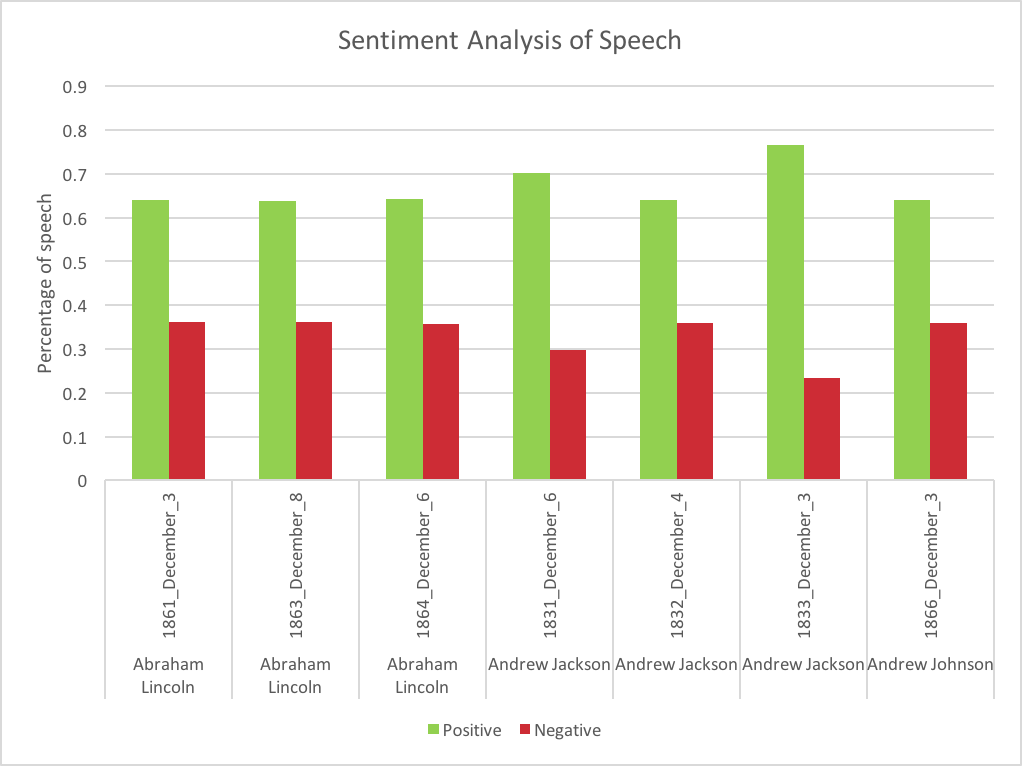 Sentiment Analysis of Speech
Percentage of speech
0.9
0.8
0.7
0.6
0.5
0.4
0.3
0.2
0.1
0
1861_December_3
1863_December_8
1864_December_6
1831_December_6
1832_December_4
1833_December_3
1866_December_3
Abraham
Lincoln
Abraham
Lincoln
Abraham
Lincoln
Andrew Jackson
Andrew Jackson
Andrew Jackson
Andrew Johnson
Positive
Negative